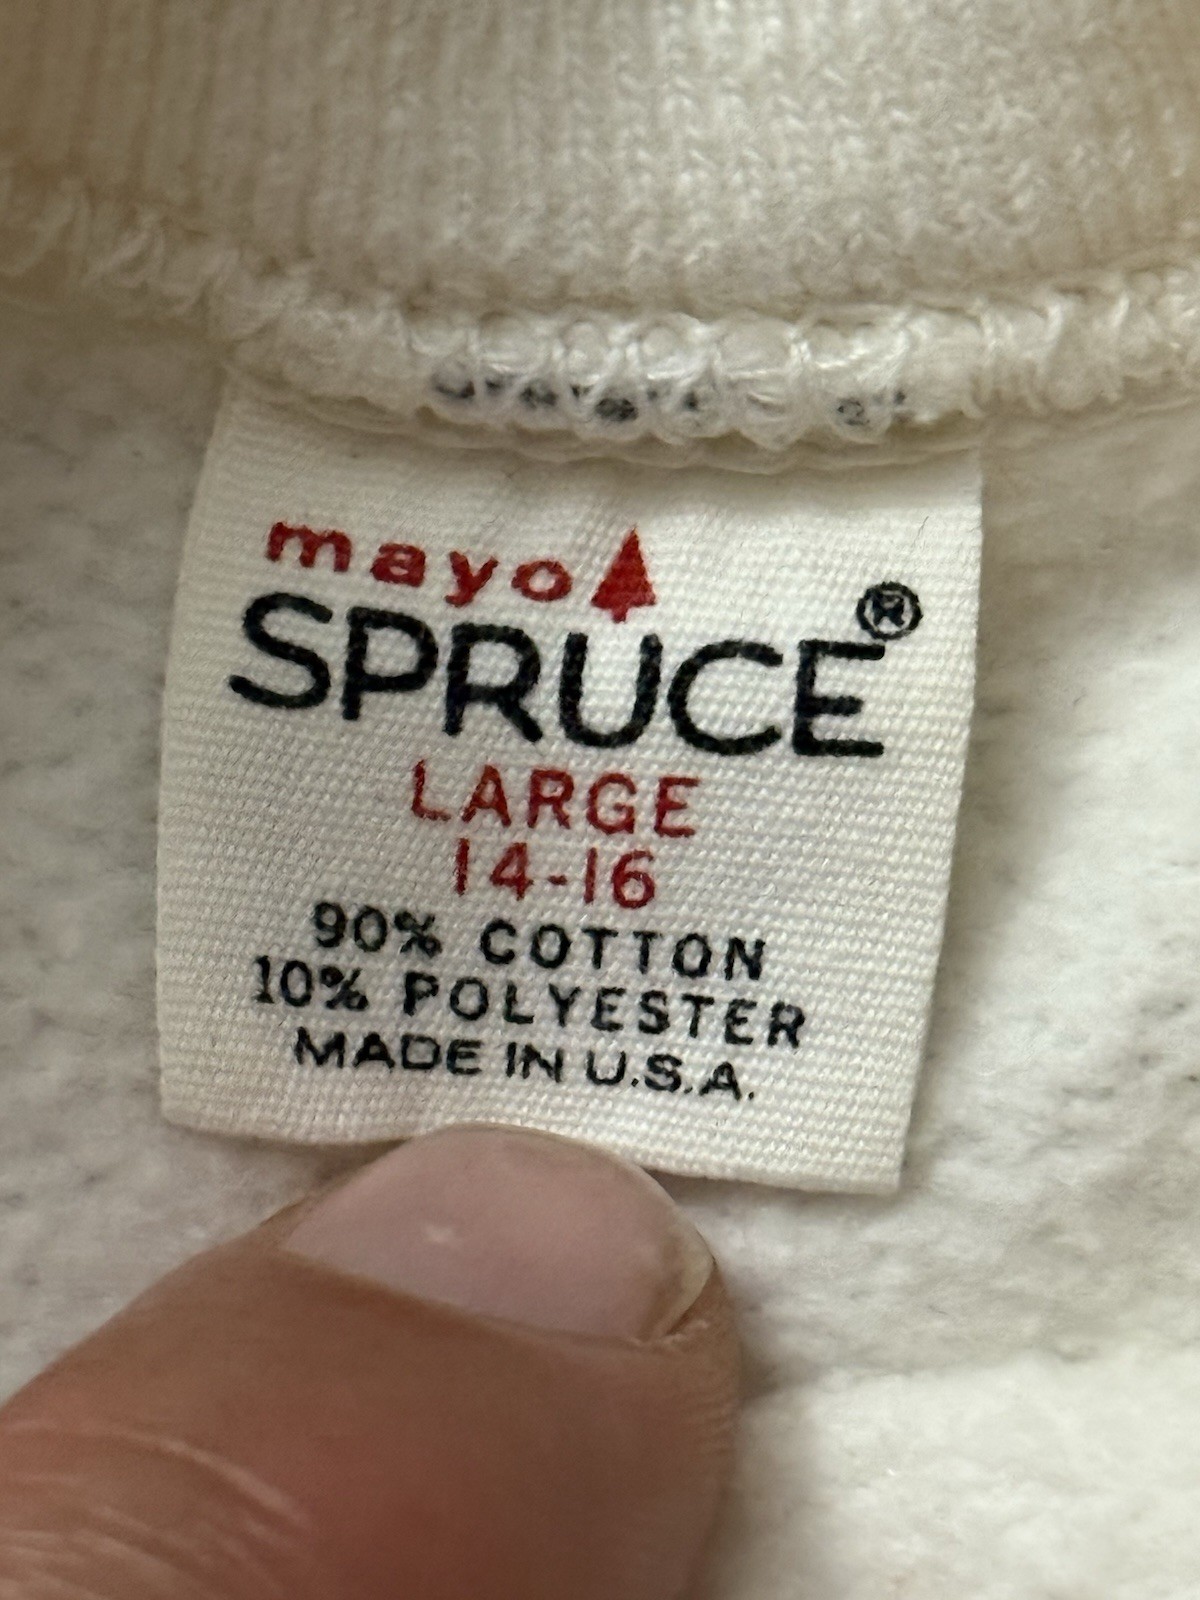 mayo
SPRUCE®
LARGE
14-16
90% COTTON
10% POLYESTER
MADE IN U.S.A.